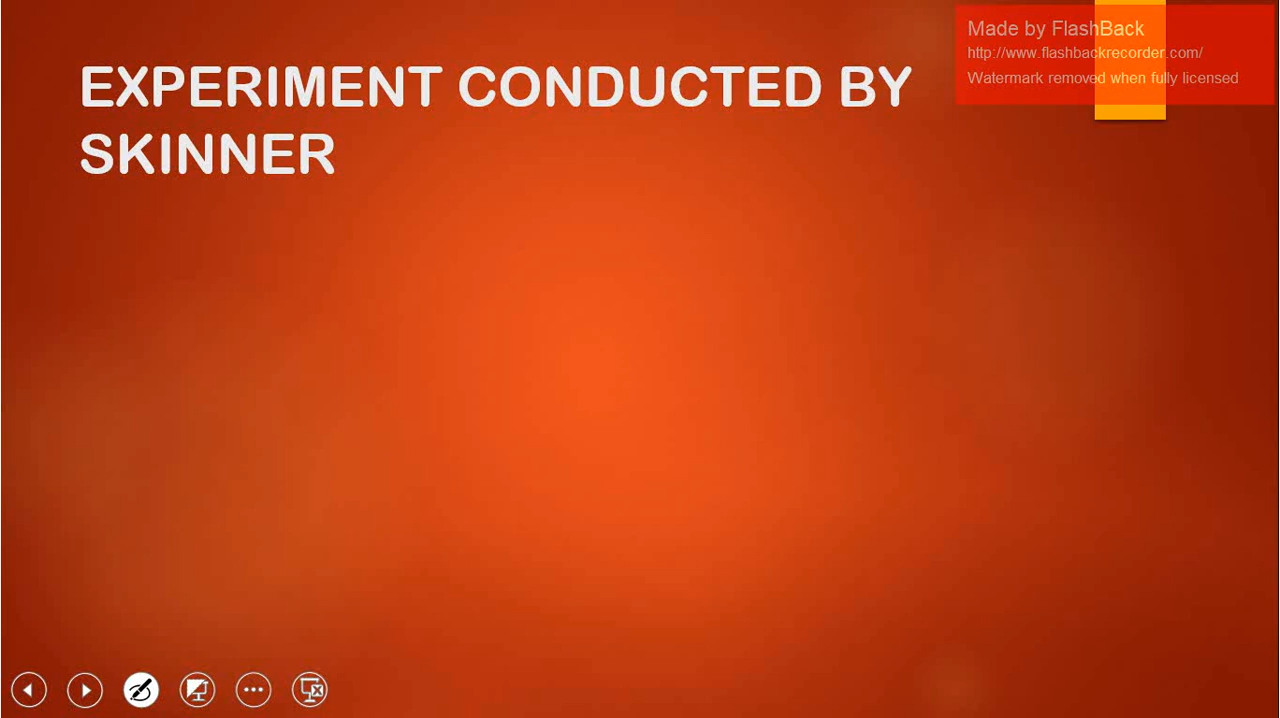 EXPERIMENT CONDUCTED BY
SKINNER
Made by FlashBack
http://www.flashbackrecorder.com/
Watermark removed when fully licensed